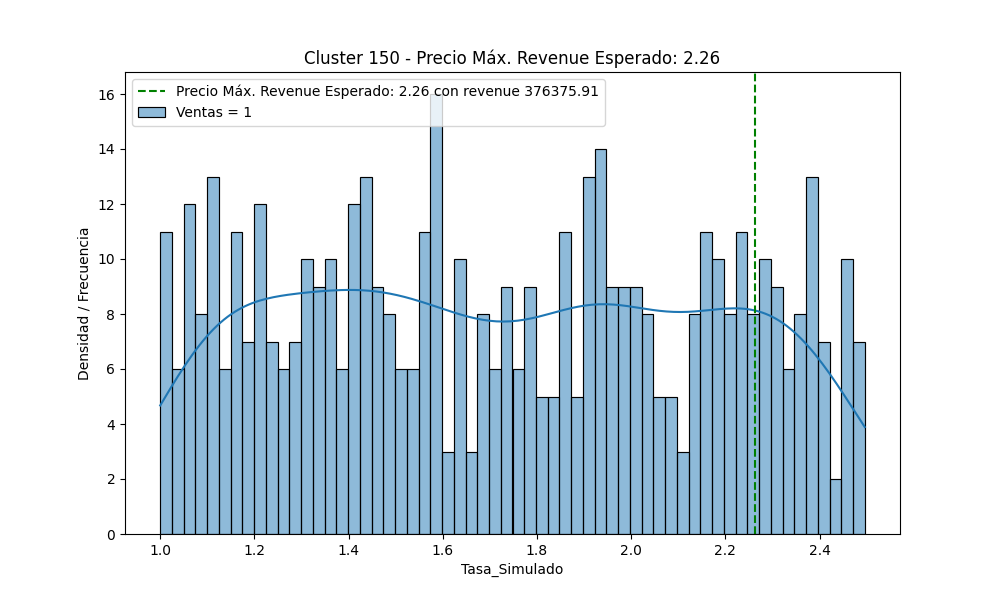 Cluster 150 - Precio Máx. Revenue Esperado: 2.26
Precio Máx. Revenue Esperado: 2.26 con revenue 376375.91
Ventas = 1
Densidad / Frecuencia
16
14
12
10
8
6
4
2
0
1.0 1.2 1.4 1.6 1.8 2.0 2.2 2.4
Tasa_Simulado